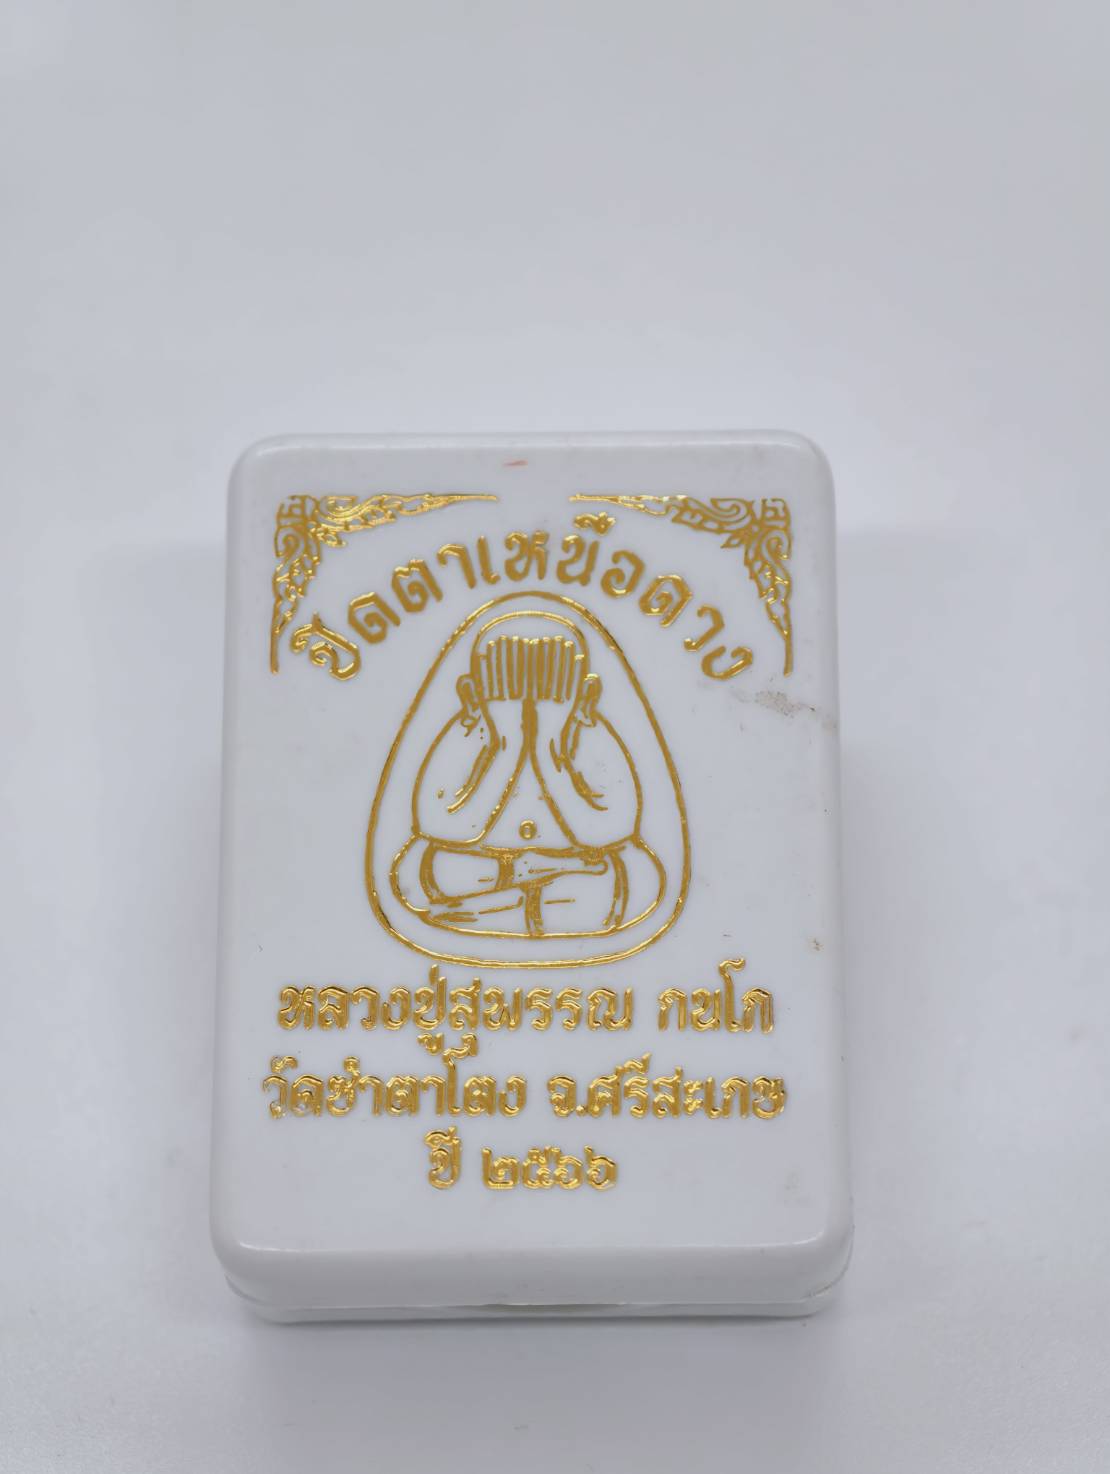 ปิดตาเหนือดวง
หลวงปู่สุพรรณ กนโก
วัดซำตาโตง จ.ศรีสะเกษ
ปี ๒๕๖๖